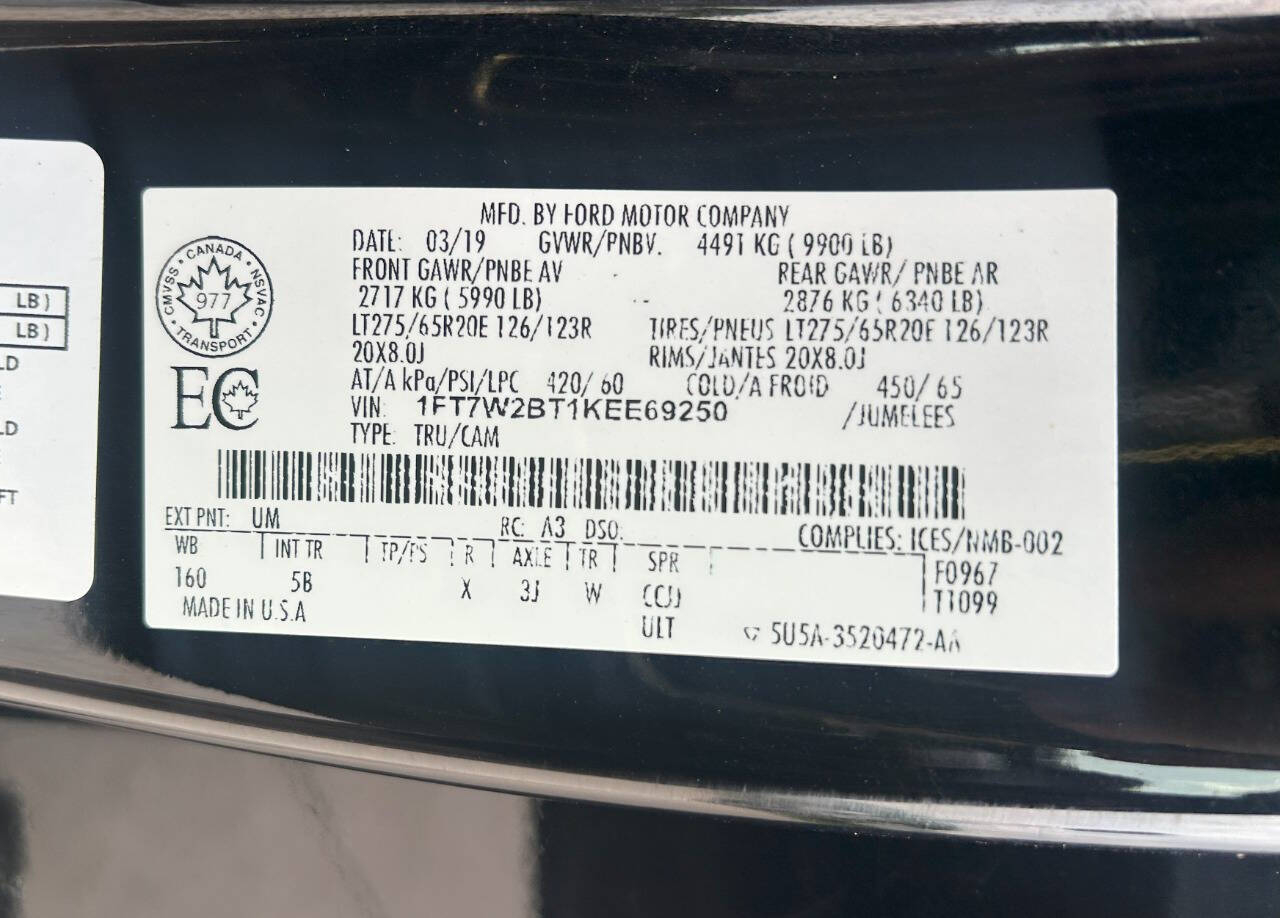 LB)
LB)
LD
LD
FT
MFD. BY FORD MOTOR COMPANY
DATE: 03/19 GVWR/PNBV. 4491 KG ( 9900 LB)
FRONT GAWR/PNBE AV REAR GAWR/ PNBE AR
2717 KG ( 5990 LB) 2876 KG ( 6340 LB)
LT275/65R20E 126/123R TIRES/PNEUS LT275/65R20E 126/123R
20X8.0J RIMS/JANTES 20X8.0J
AT/A kPa/PSI/LPC 420/ 60 COLD/A FROID 450/ 65
VIN: 1FT7W2BT1KEE69250 /JUMELEES
TYPE: TRU/CAM
CANADA
CMVSS NSVAC
977
TRANSPORT
EC
EXT PNT: UM RC: A3 DSO: COMPLIES: ICES/NMB-002
WB INT TR TP/PS R AXLE TR SPR F0967
160 5B X 3J W CCJJ T1099
MADE IN U.S.A ULT 5U5A-3520472-AA